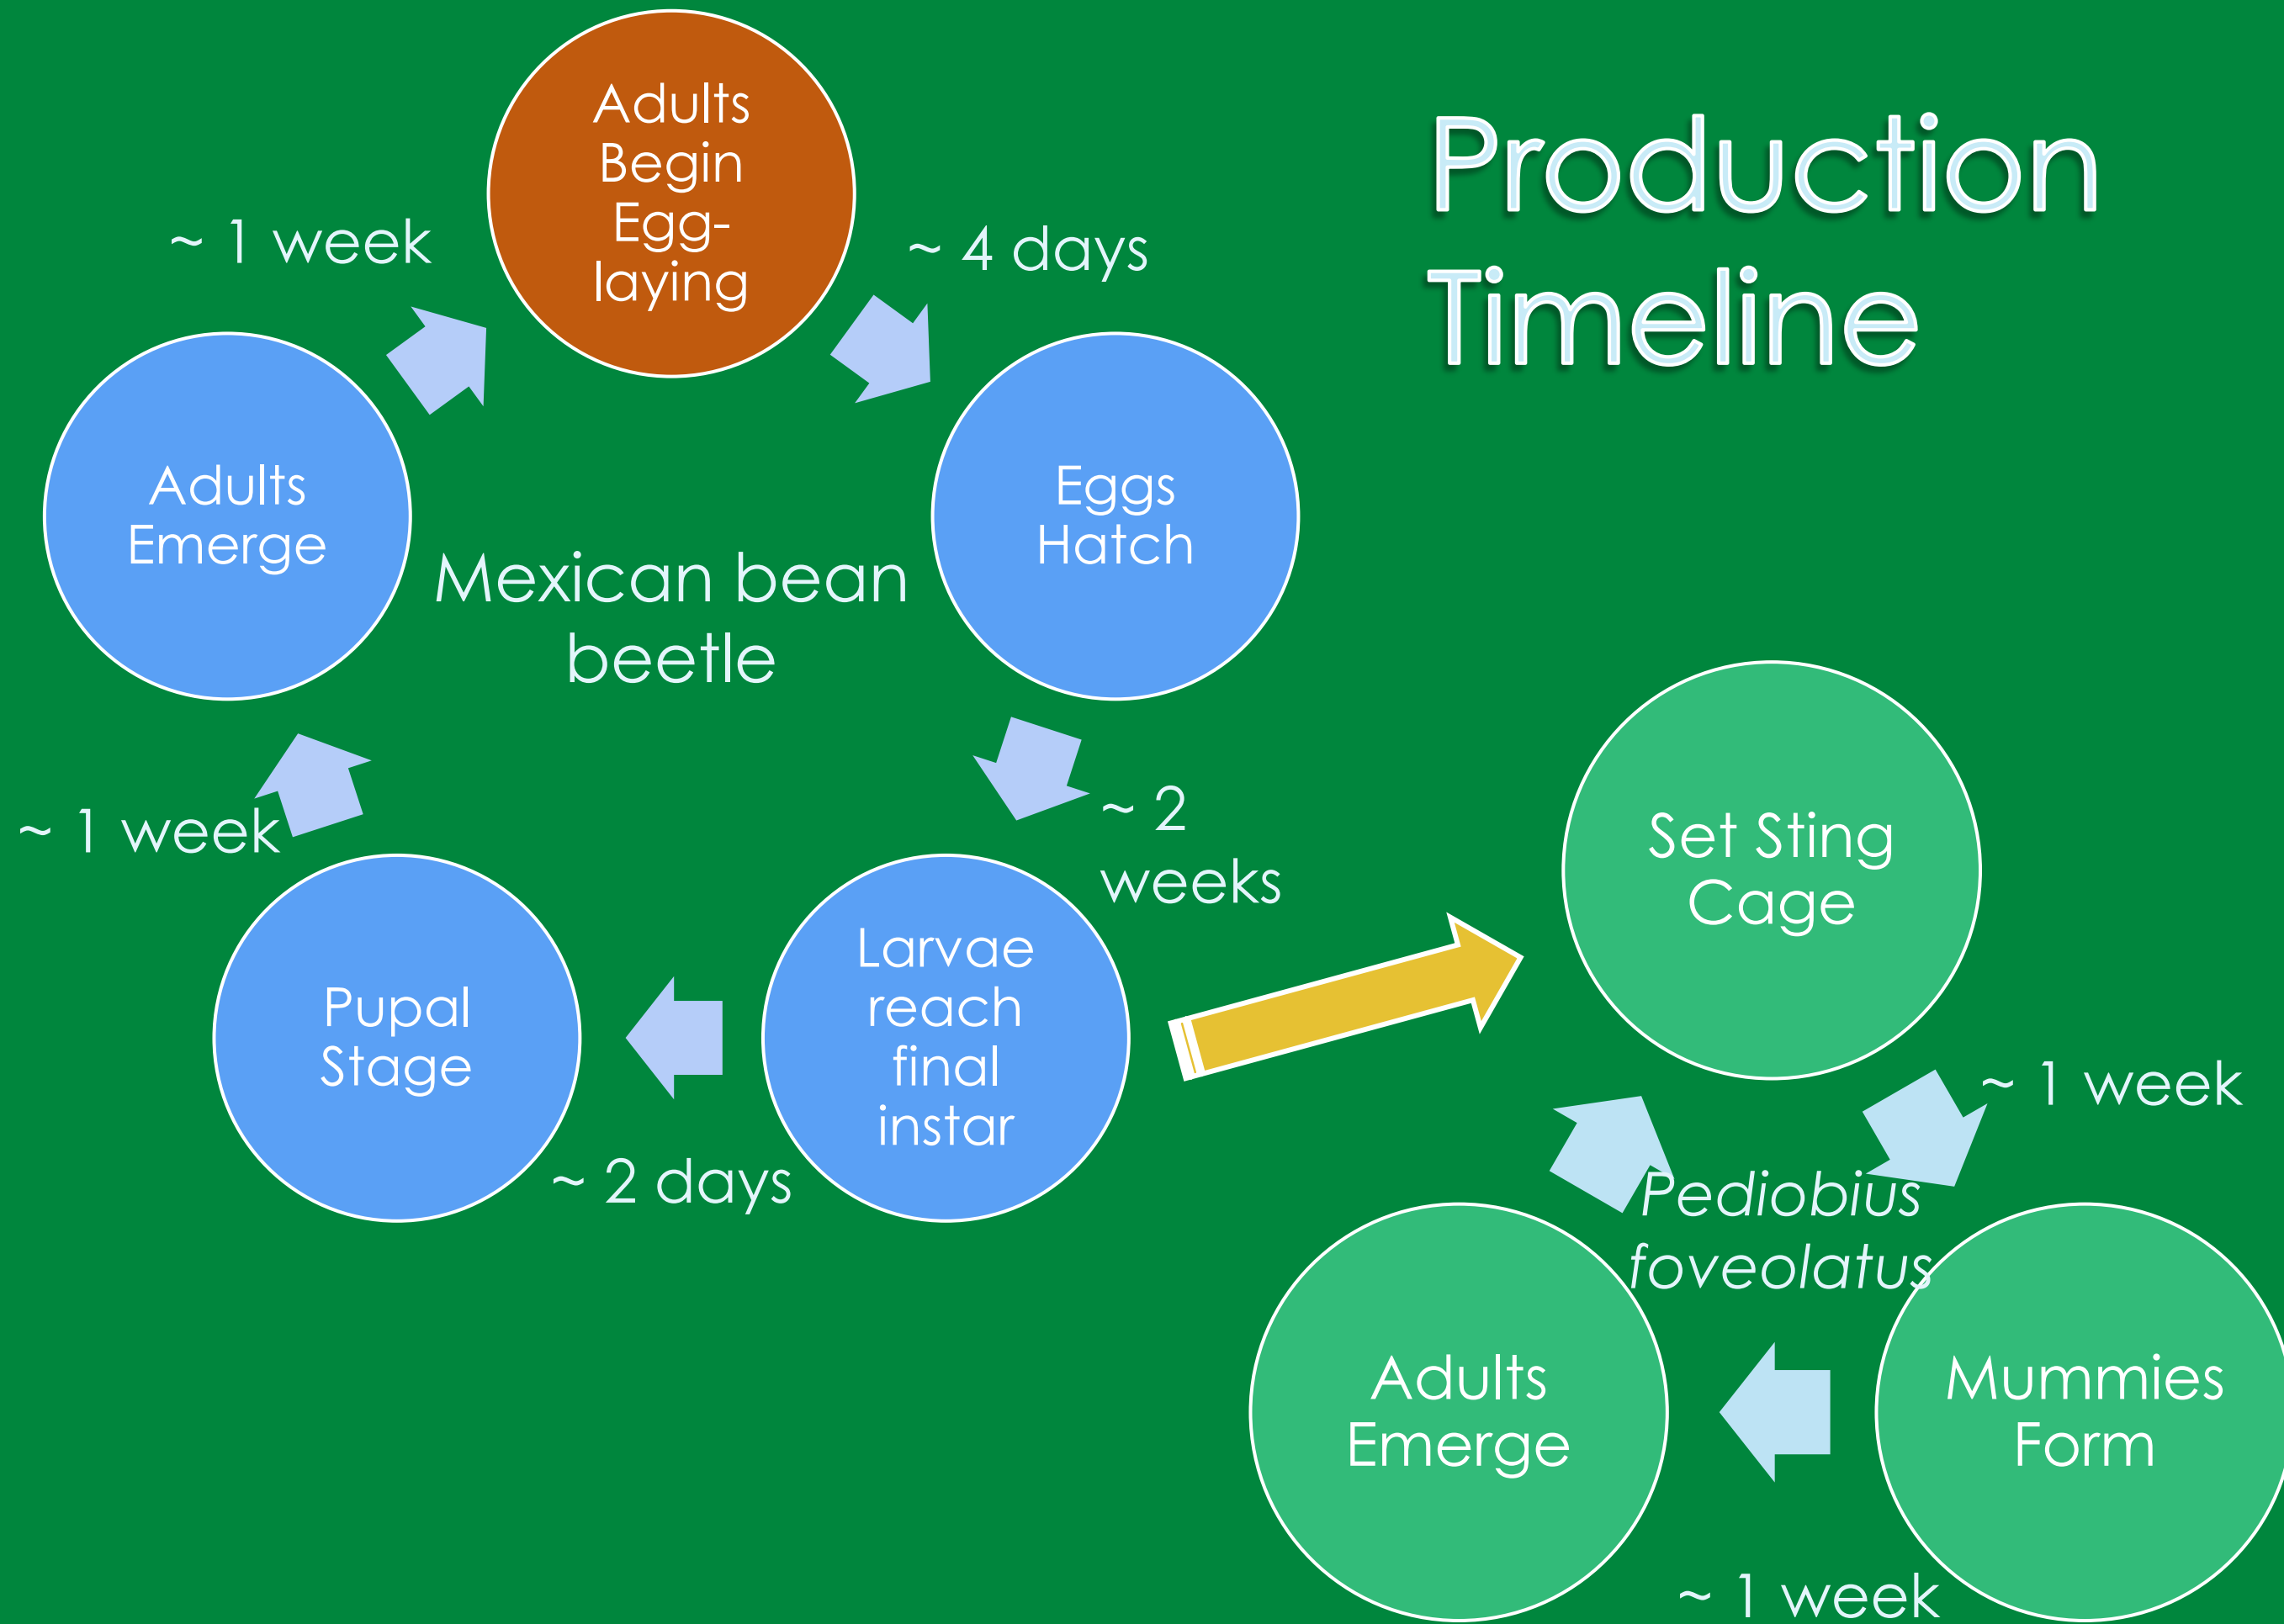 Production
Timeline
Adults
Begin
Egg-
laying
~ 4 days
Eggs
Hatch
~ 2
weeks
Larvae
reach
final
instar
~ 2 days
Pupal
Stage
~ 1 week
Adults
Emerge
~ 1 week
Mexican bean
beetle
Set Sting
Cage
~ 1 week
Mummies
Form
~ 1 week
Adults
Emerge
Pediobius
foveolatus